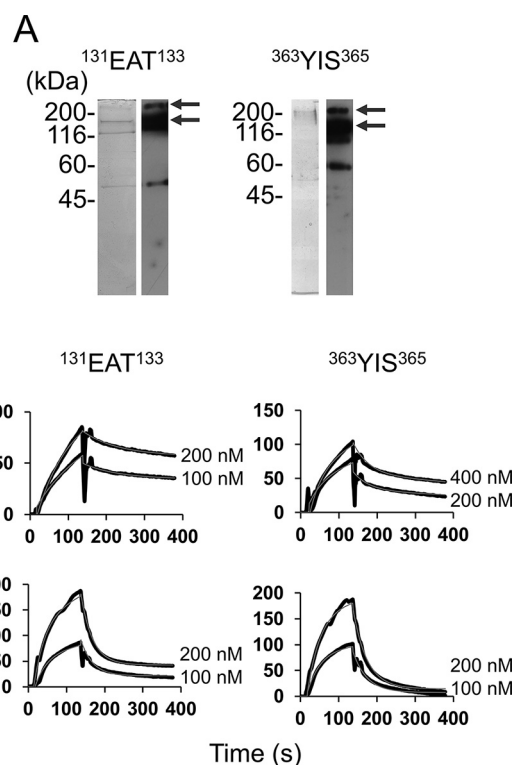 A
¹³¹EAT¹³³ ³⁶³YIS³⁶⁵
(kDa)
200- 200-
116- 116-
60- 60-
45- 45-
¹³¹EAT¹³³ ³⁶³YIS³⁶⁵
150
100
50 200 nM 400 nM
100 nM 50 200 nM
0 0
0 100 200 300 400 0 100 200 300 400
200
150
100
200 nM 50 200 nM
100 nM 100 nM
0 0
0 100 200 300 400 0 100 200 300 400
Time (s)